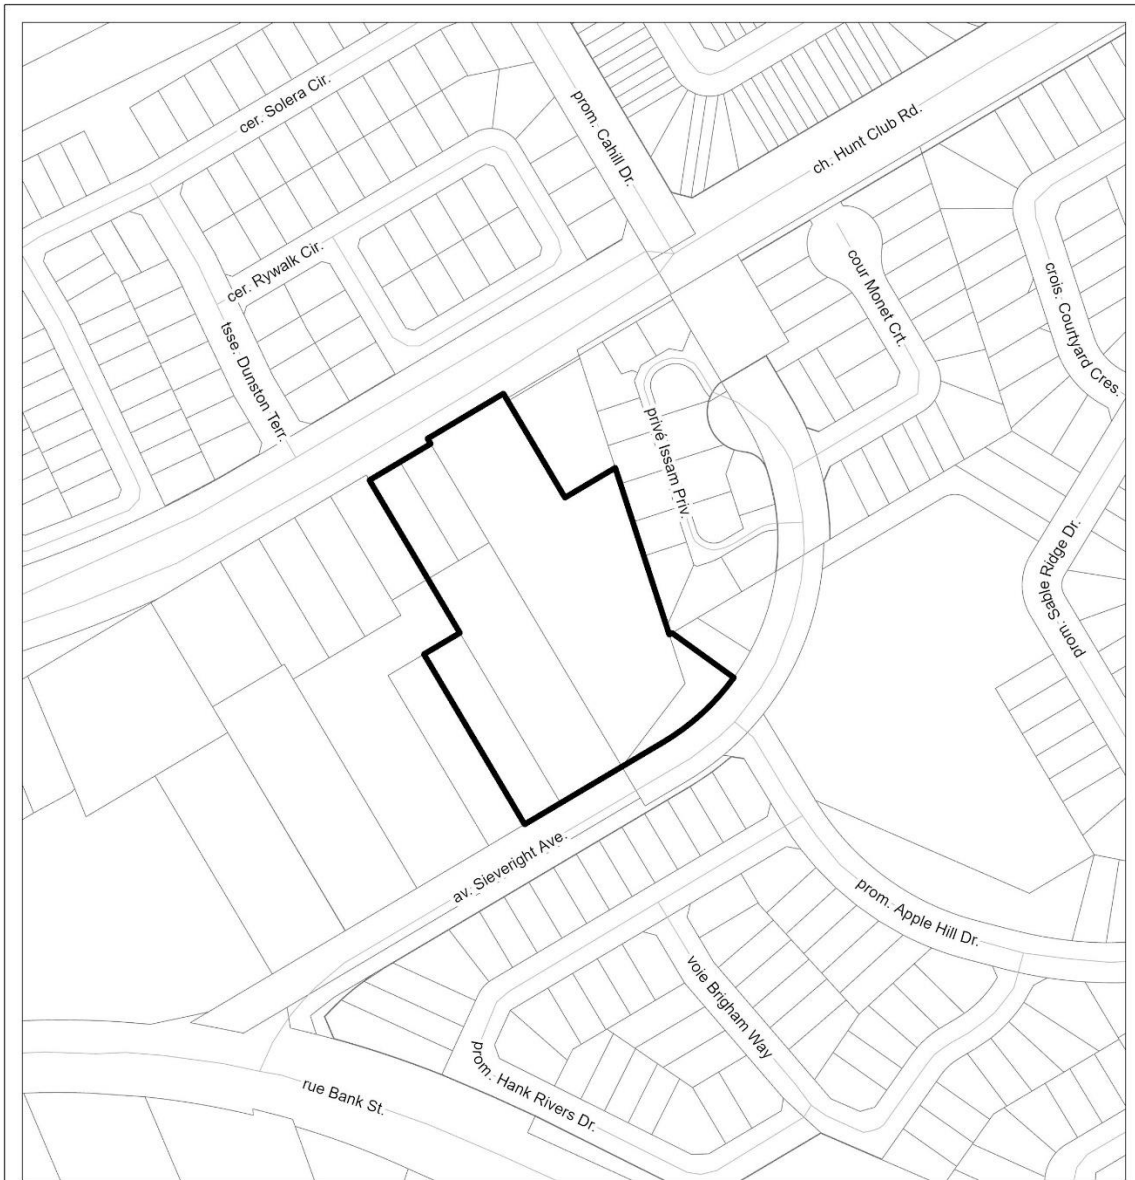 cer. Solera Cir.
prom. Cahill Dr.
ch. Hunt Club Rd.
cer. Rywalk Cir.
cour Monet Crt.
crois. Courtyard Cres.
tsse. Dunston Terr.
privé Issam Priv.
prom. Sable Ridge Dr.
av. Sieveright Ave.
prom. Apple Hill Dr.
voie Brigham Way
prom. Hank Rivers Dr.
rue Bank St.